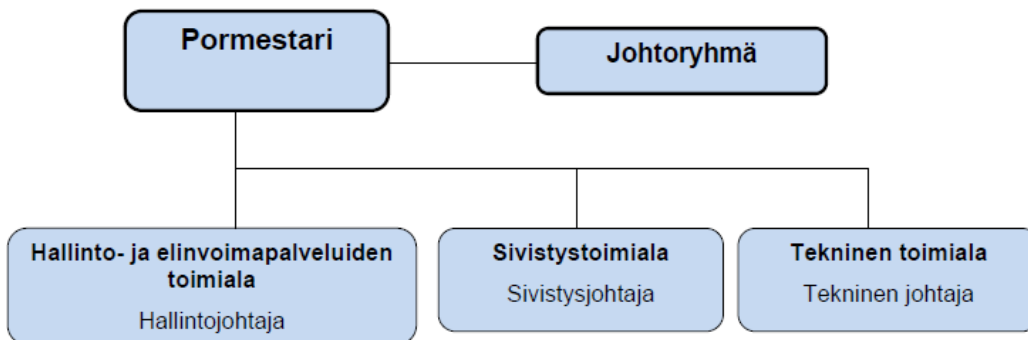 Pormestari
Johtoryhmä
Hallinto- ja elinvoimapalveluiden
toimiala
Hallintojohtaja
Sivistystoimiala
Sivistysjohtaja
Tekninen toimiala
Tekninen johtaja